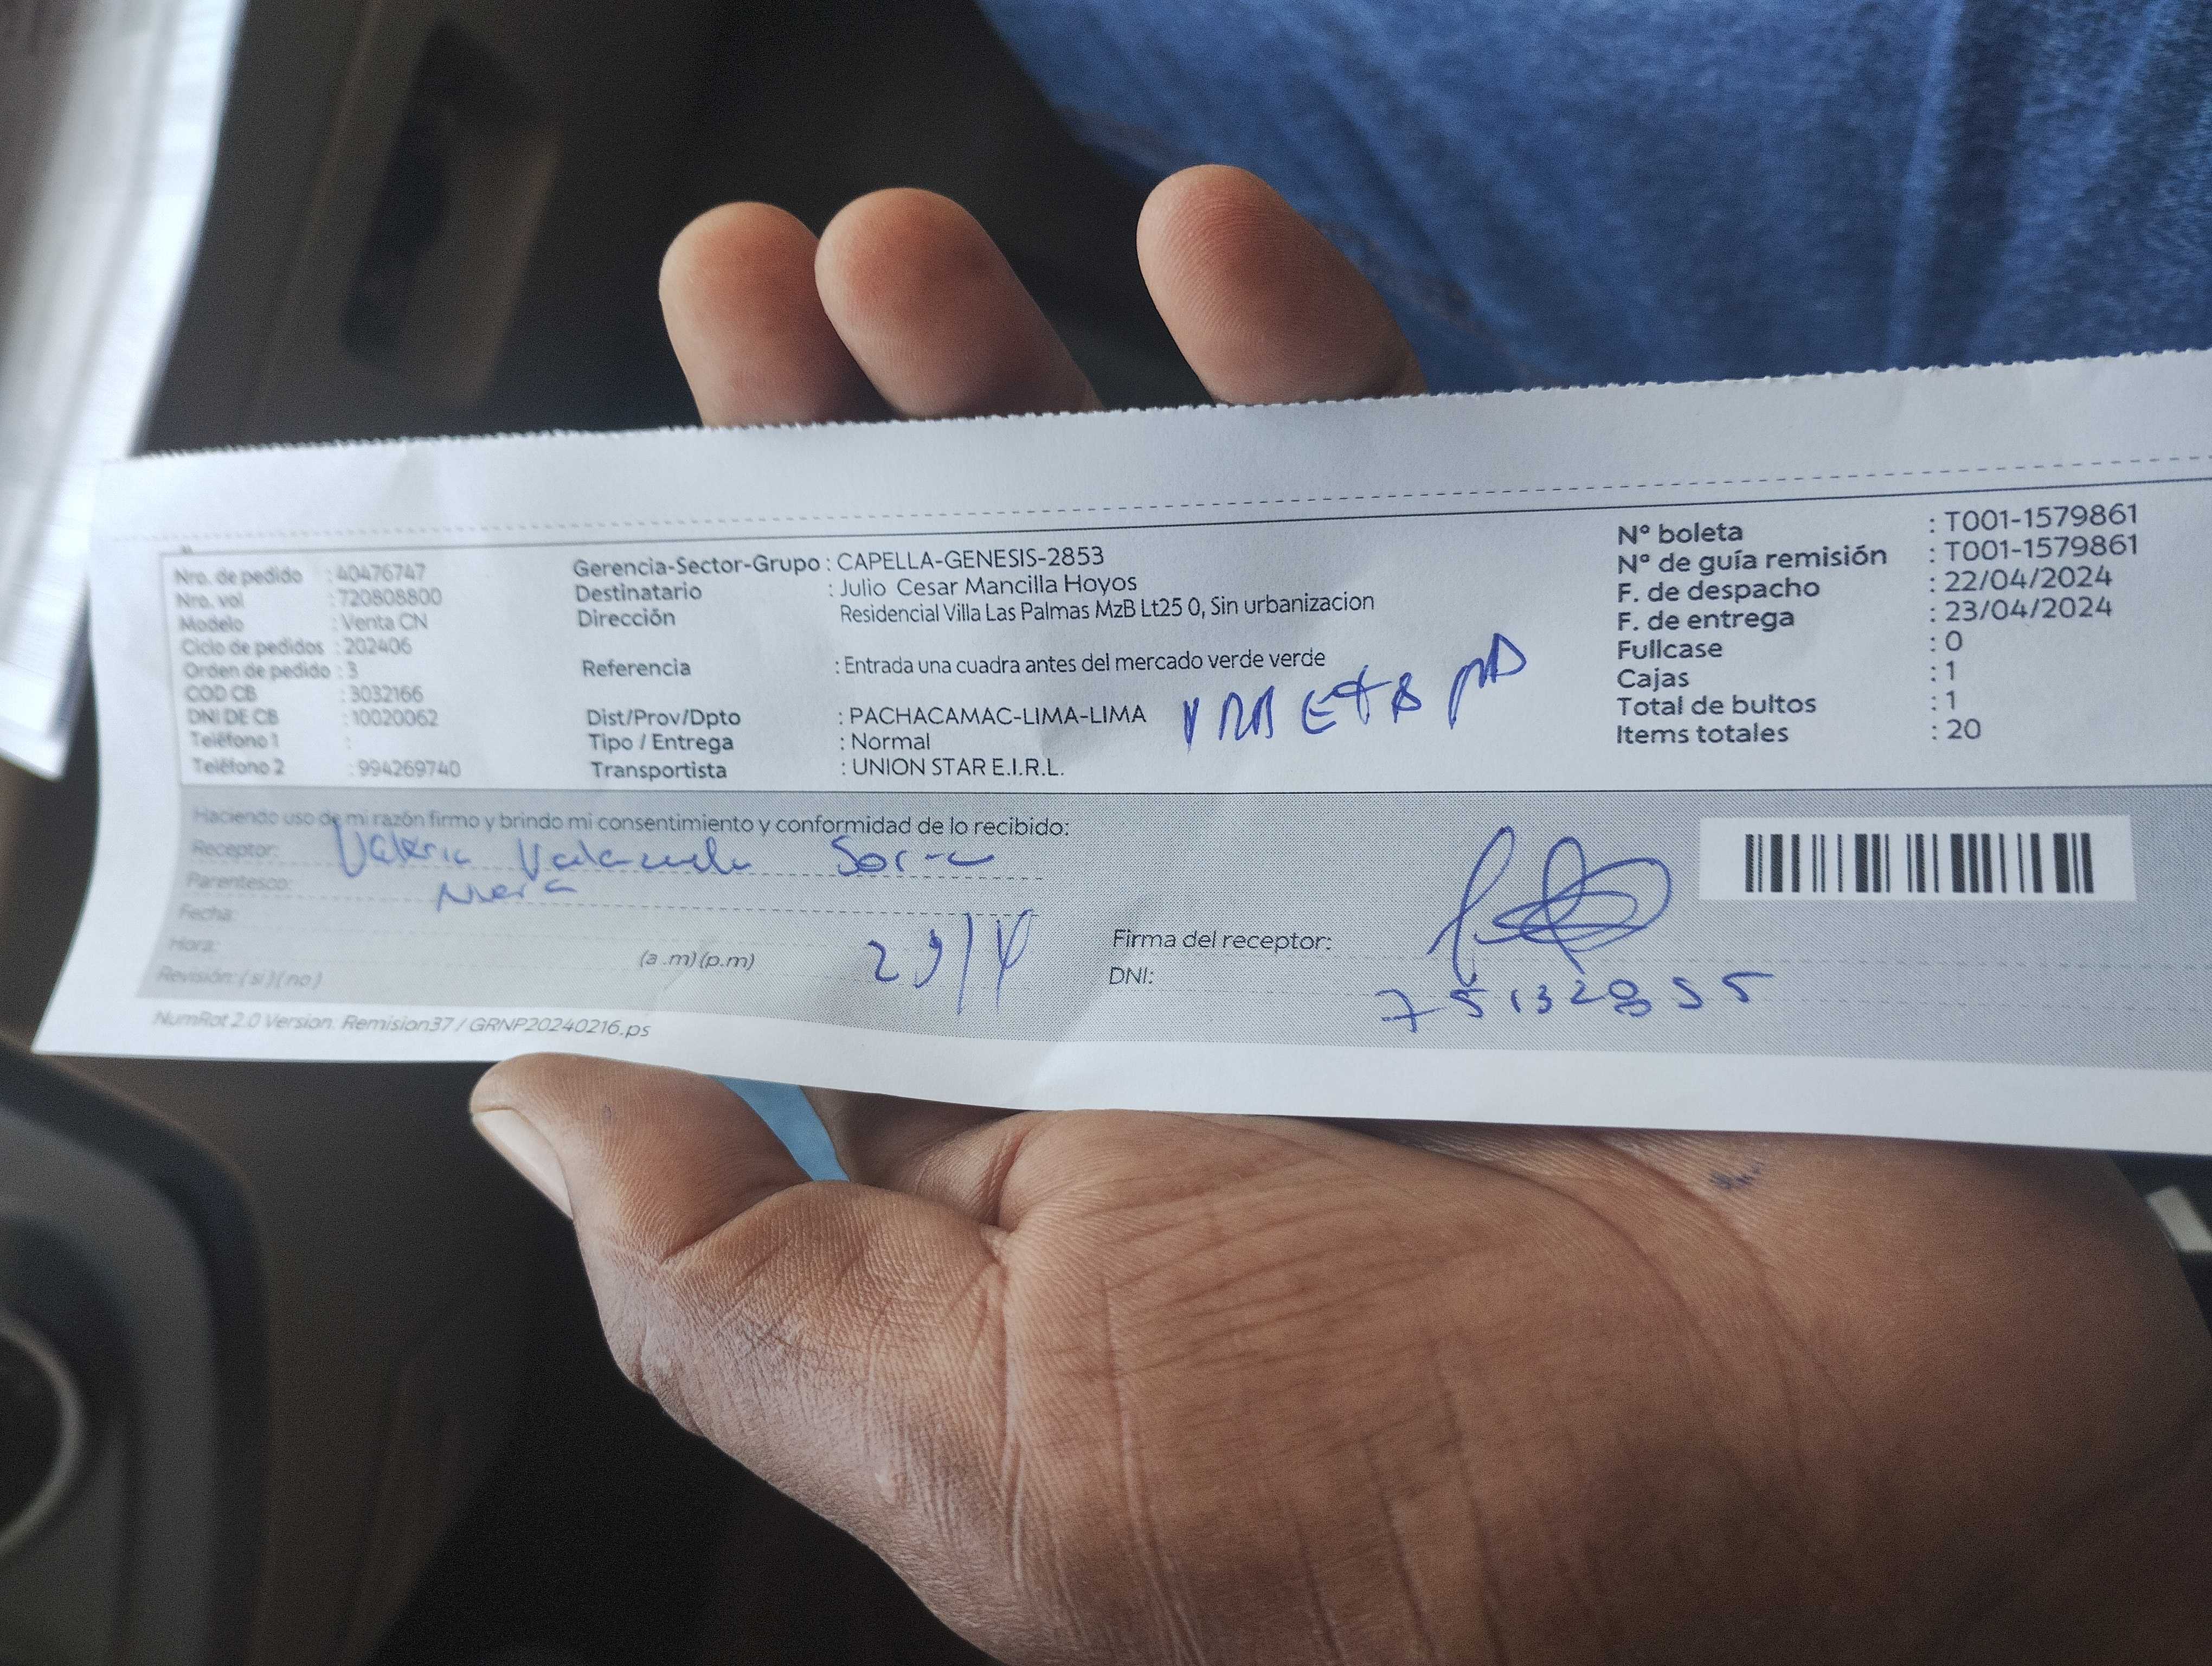 Nro. de pedido : 40476747
Nro. vol : 720808800
Modelo : Venta CN
Ciclo de pedidos : 202406
Orden de pedido : 3
COD CB : 3032166
DNI DE CB : 10020062
Teléfono 1 :
Teléfono 2 : 994269740
Gerencia-Sector-Grupo : CAPELLA-GENESIS-2853
Destinatario : Julio Cesar Mancilla Hoyos
Dirección Residencial Villa Las Palmas MzB Lt25 0, Sin urbanizacion
Referencia : Entrada una cuadra antes del mercado verde verde
Dist/Prov/Dpto : PACHACAMAC-LIMA-LIMA
Tipo / Entrega : Normal
Transportista : UNION STAR E.I.R.L.
N° boleta : T001-1579861
N° de guía remisión : T001-1579861
F. de despacho : 22/04/2024
F. de entrega : 23/04/2024
Fullcase : 0
Cajas : 1
Total de bultos : 1
Items totales : 20
Haciendo uso de mi razón firmo y brindo mi consentimiento y conformidad de lo recibido:
Receptor: Valeria Valenzuela
Parentesco:
Fecha:
Hora: (a .m) (p.m)
Revisión: ( si ) ( no )
Firma del receptor:
DNI: 75132855
NumRot 2.0 Version. Remision37 / GRNP20240216.ps